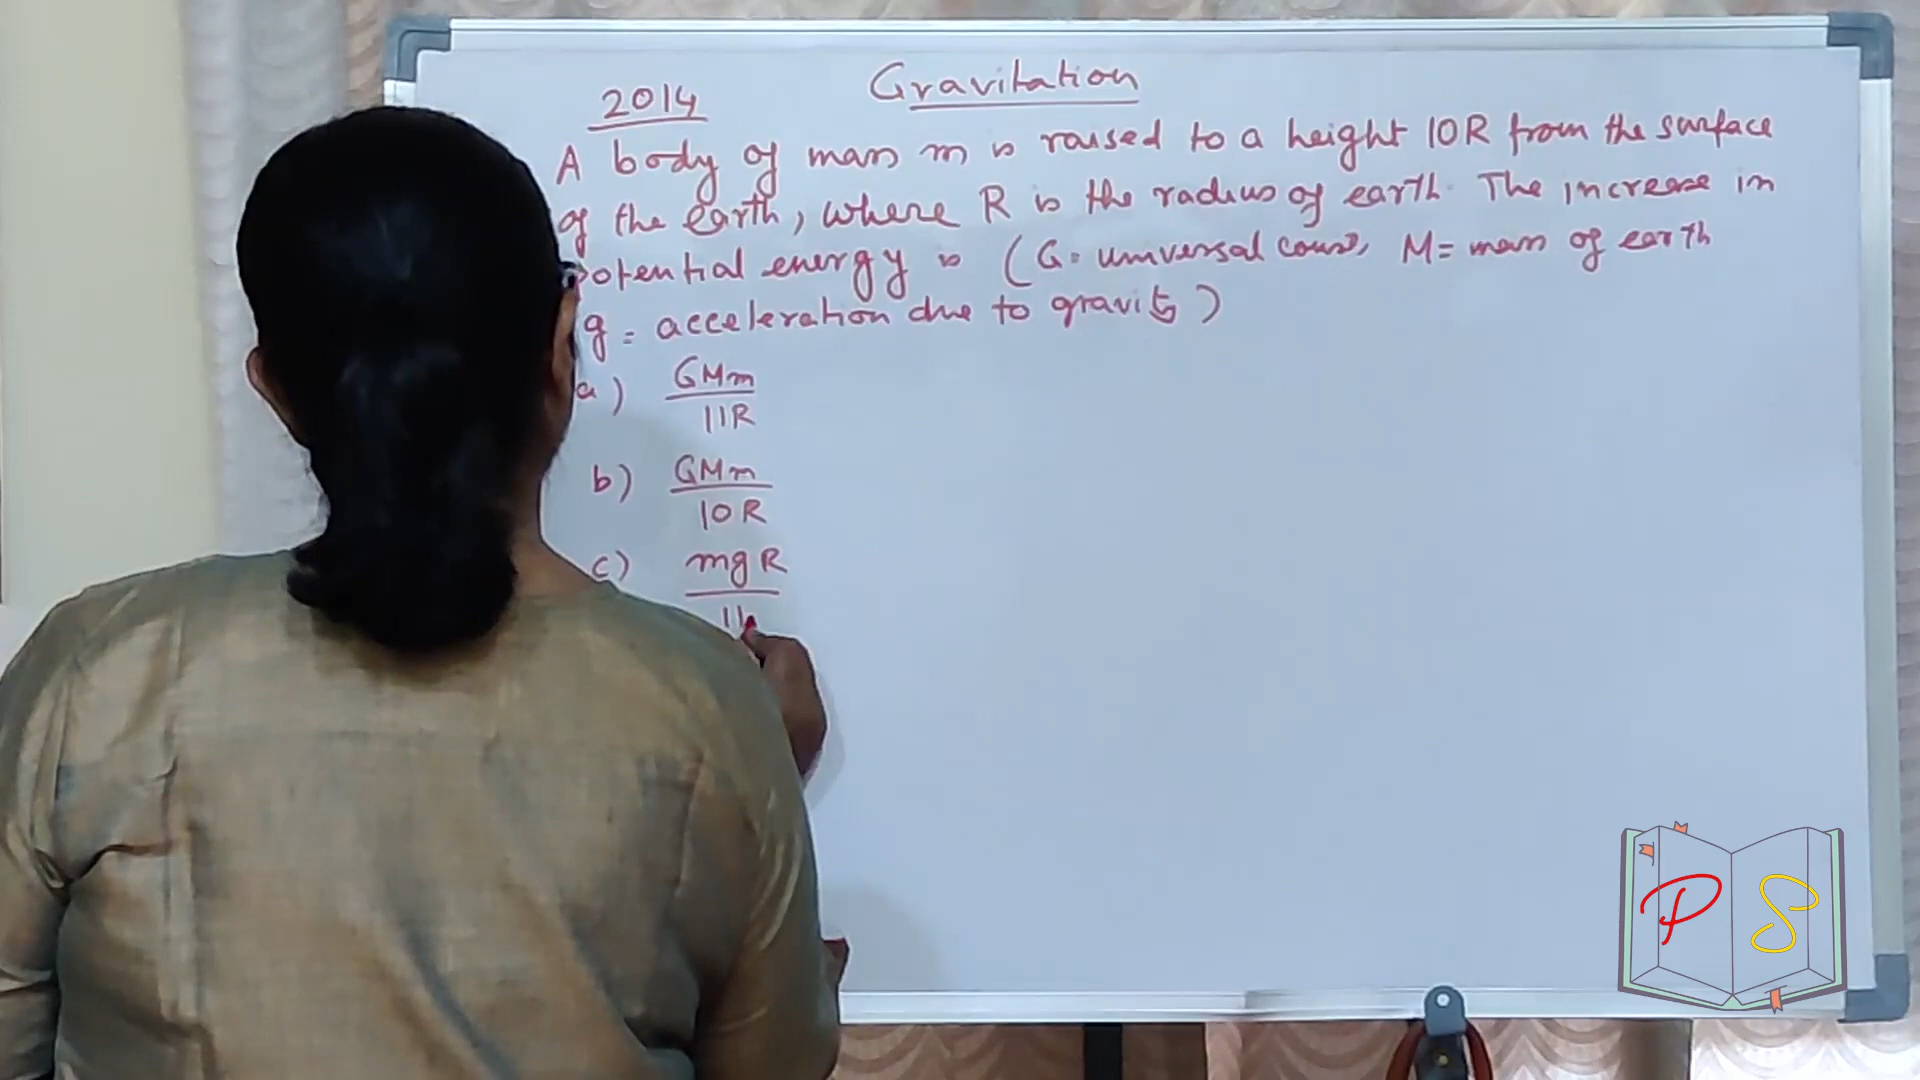 Gravitation
2014
A body of mass m is raised to a height 10R from the surface
of the earth, where R is the radius of earth. The increase in
potential energy is (G = universal const, M = mass of earth
g = acceleration due to gravity)
a) GMm
11R
b) GMm
10R
c) mgR
11
P S